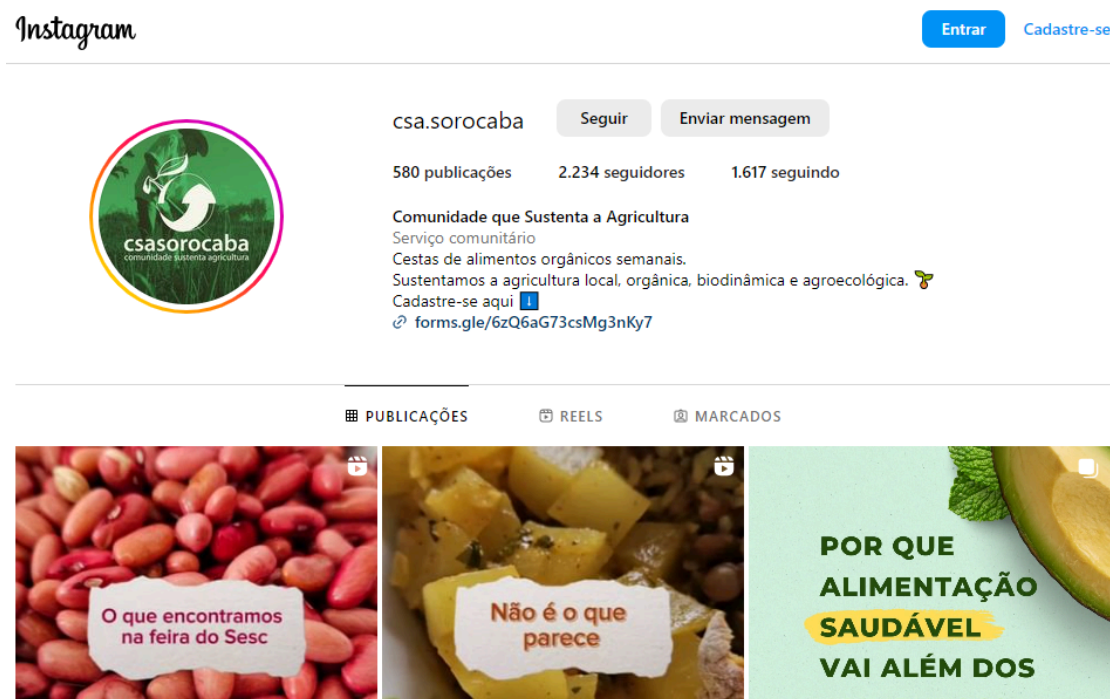 Instagram
Entrar
Cadastre-se
csa.sorocaba
Seguir
Enviar mensagem
580 publicações
2.234 seguidores
1.617 seguindo
csasorocaba
comunidade sustenta agricultura
Comunidade que Sustenta a Agricultura
Serviço comunitário
Cestas de alimentos orgânicos semanais.
Sustentamos a agricultura local, orgânica, biodinâmica e agroecológica.
Cadastre-se aqui ⬇️
forms.gle/6zQ6aG73csMg3nKy7
PUBLICAÇÕES
REELS
MARCADOS
O que encontramos
na feira do Sesc
Não é o que
parece
POR QUE
ALIMENTAÇÃO
SAUDÁVEL
VAI ALÉM DOS